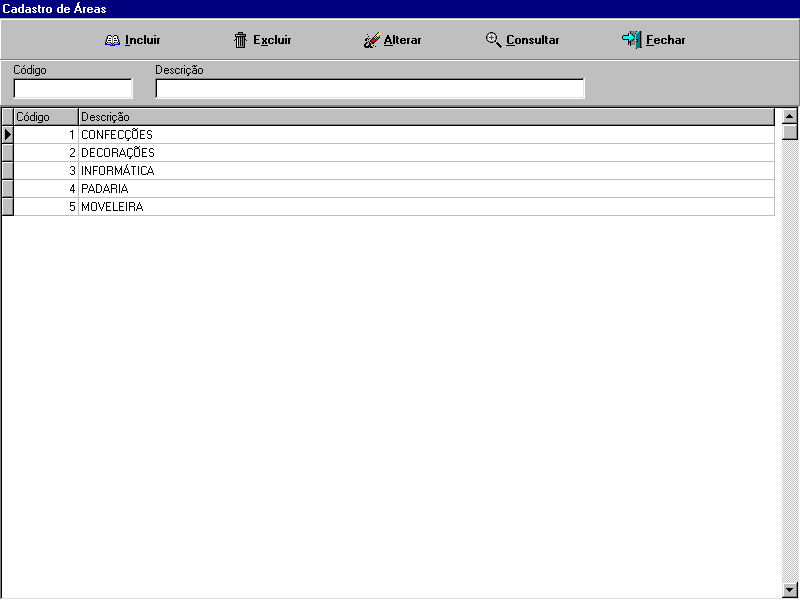 Cadastro de Áreas
Incluir Excluir Alterar Consultar Fechar
Código Descrição
Código Descrição
1 CONFECÇÕES
2 DECORAÇÕES
3 INFORMÁTICA
4 PADARIA
5 MOVELEIRA